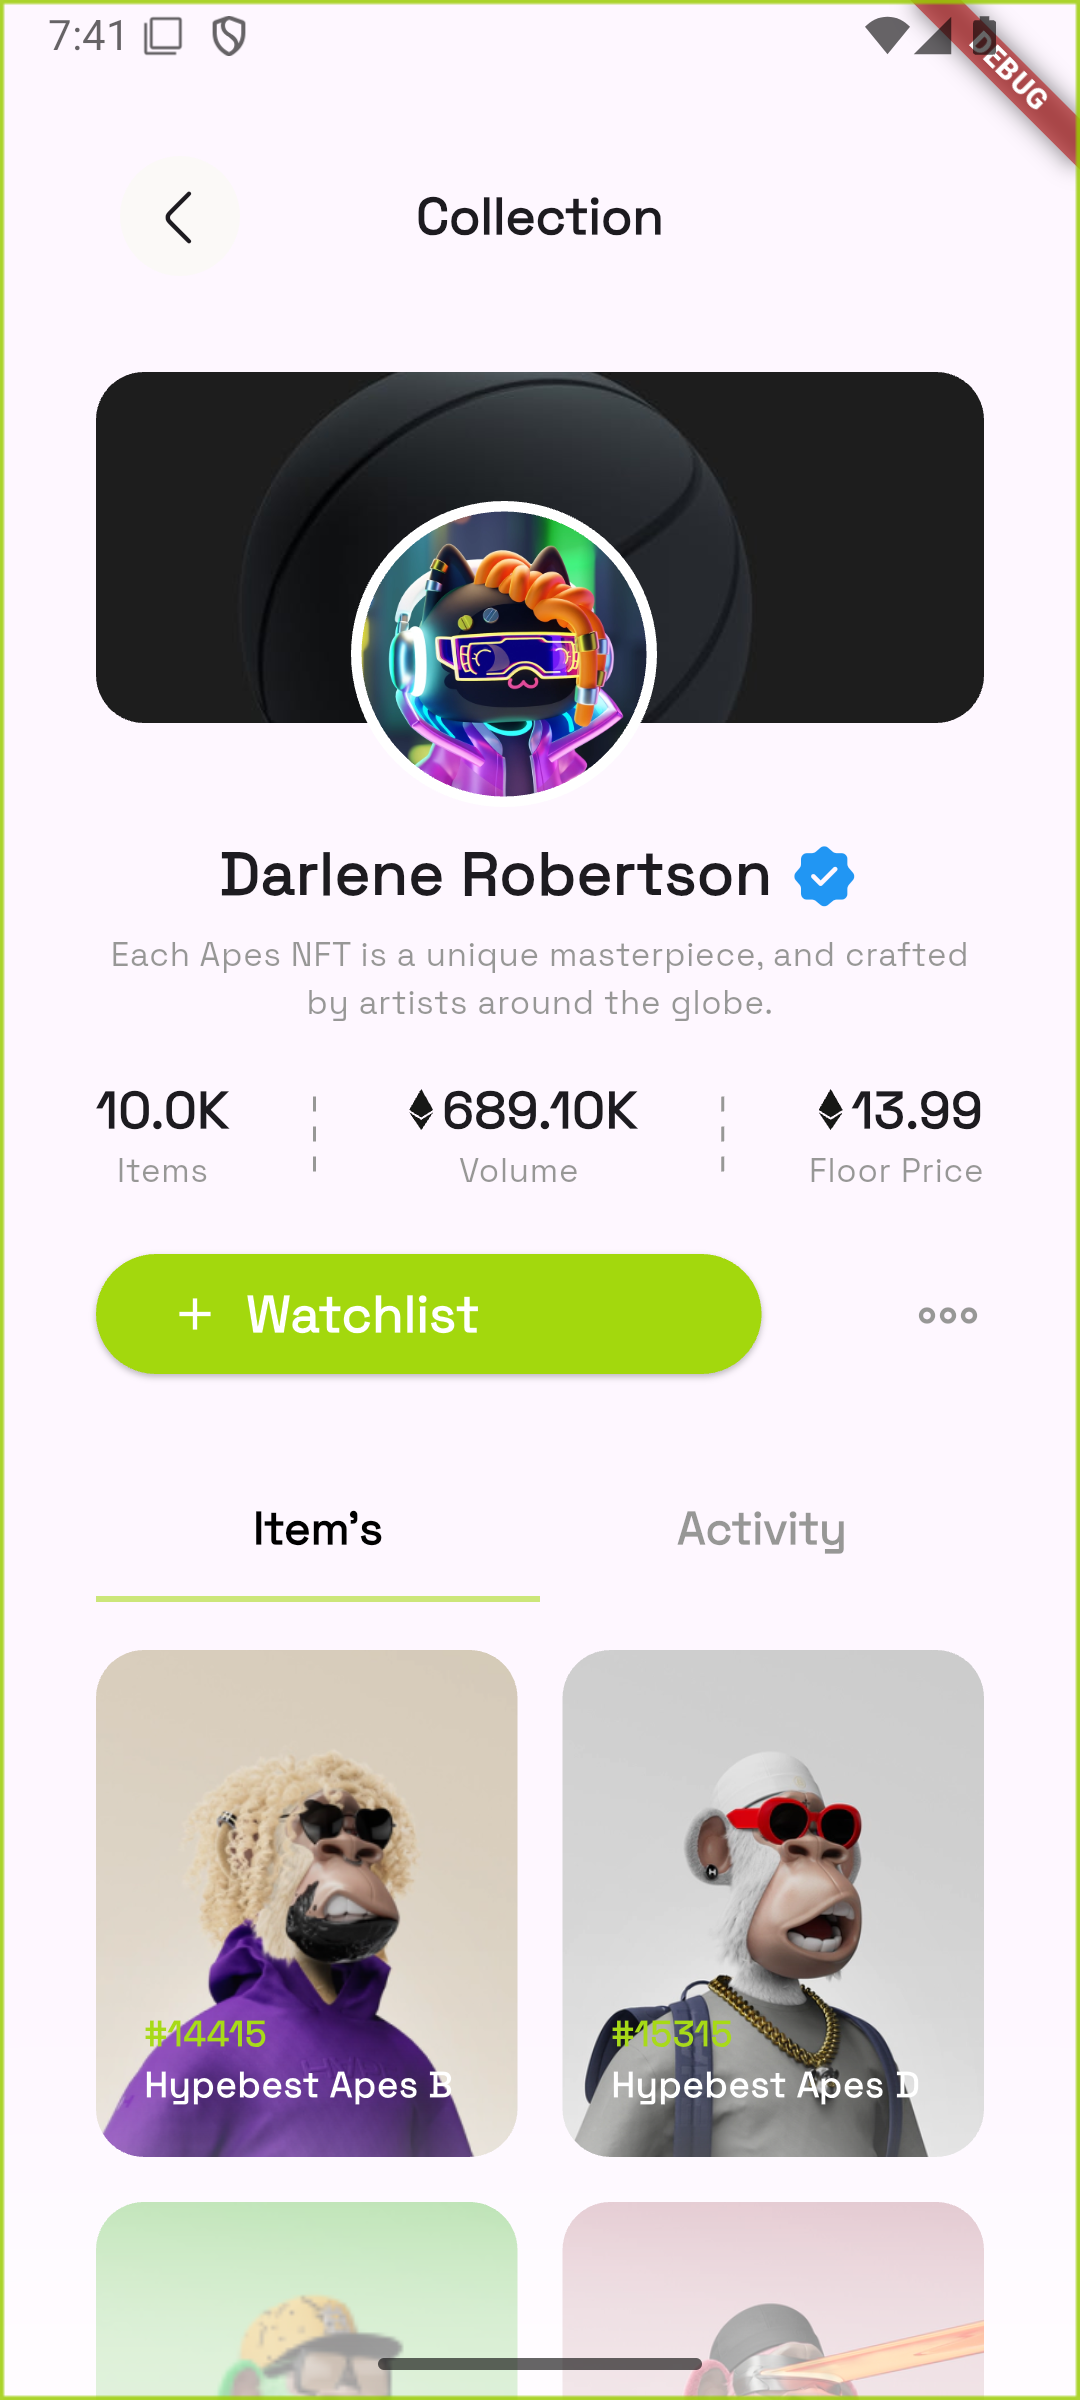 7:41
DEBUG
Collection
Darlene Robertson
Each Apes NFT is a unique masterpiece, and crafted
by artists around the globe.
10.0K
Items
689.10K
Volume
13.99
Floor Price
+ Watchlist
Item's
Activity
#14415
Hypebest Apes B
#15315
Hypebest Apes D